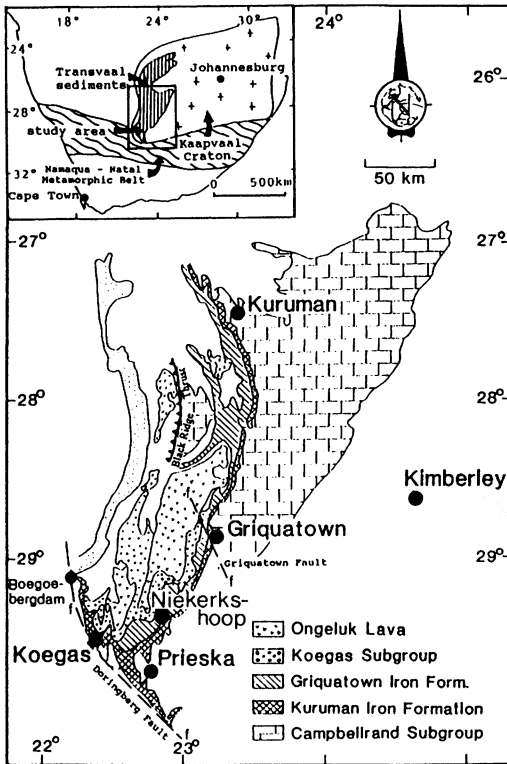 18° 24° 30°
24°
Transvaal
sediments
Johannesburg
28°
study area
Kaapvaal
Craton
Namaqua - Natal
Metamorphic Belt
32°
0 500km
Cape Town
26°
50 km
27° 27°
Kuruman
28° 28°
Black Ridge Thrust
Kimberley
Griquatown
29° Griquatown Fault 29°
f
f
Boegoe-
bergdam
f
Niekerks-
hoop
Koegas
Prieska
Doringberg Fault
f
Ongeluk Lava
Koegas Subgroup
Griquatown Iron Form.
Kuruman Iron Formation
Campbellrand Subgroup
22° 23°